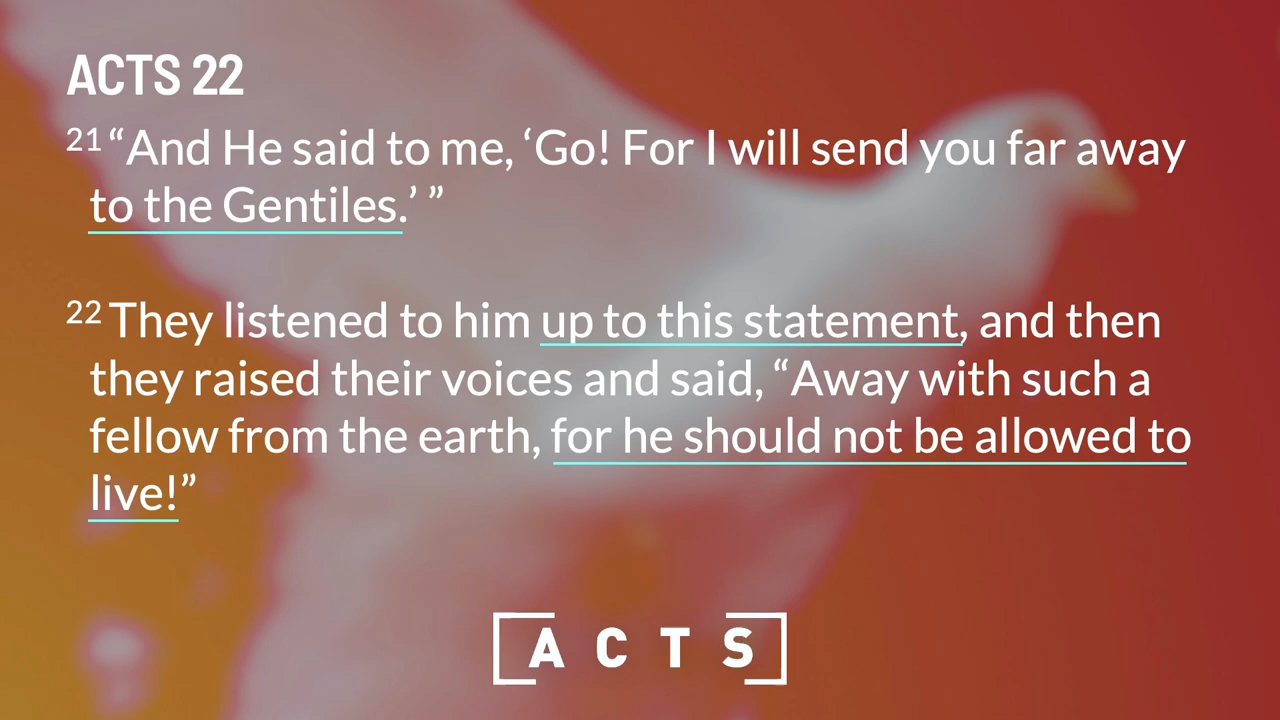 ACTS 22
21 “And He said to me, ‘Go! For I will send you far away
to the Gentiles.’ ”
22 They listened to him up to this statement, and then
they raised their voices and said, “Away with such a
fellow from the earth, for he should not be allowed to
live!”
ACTS